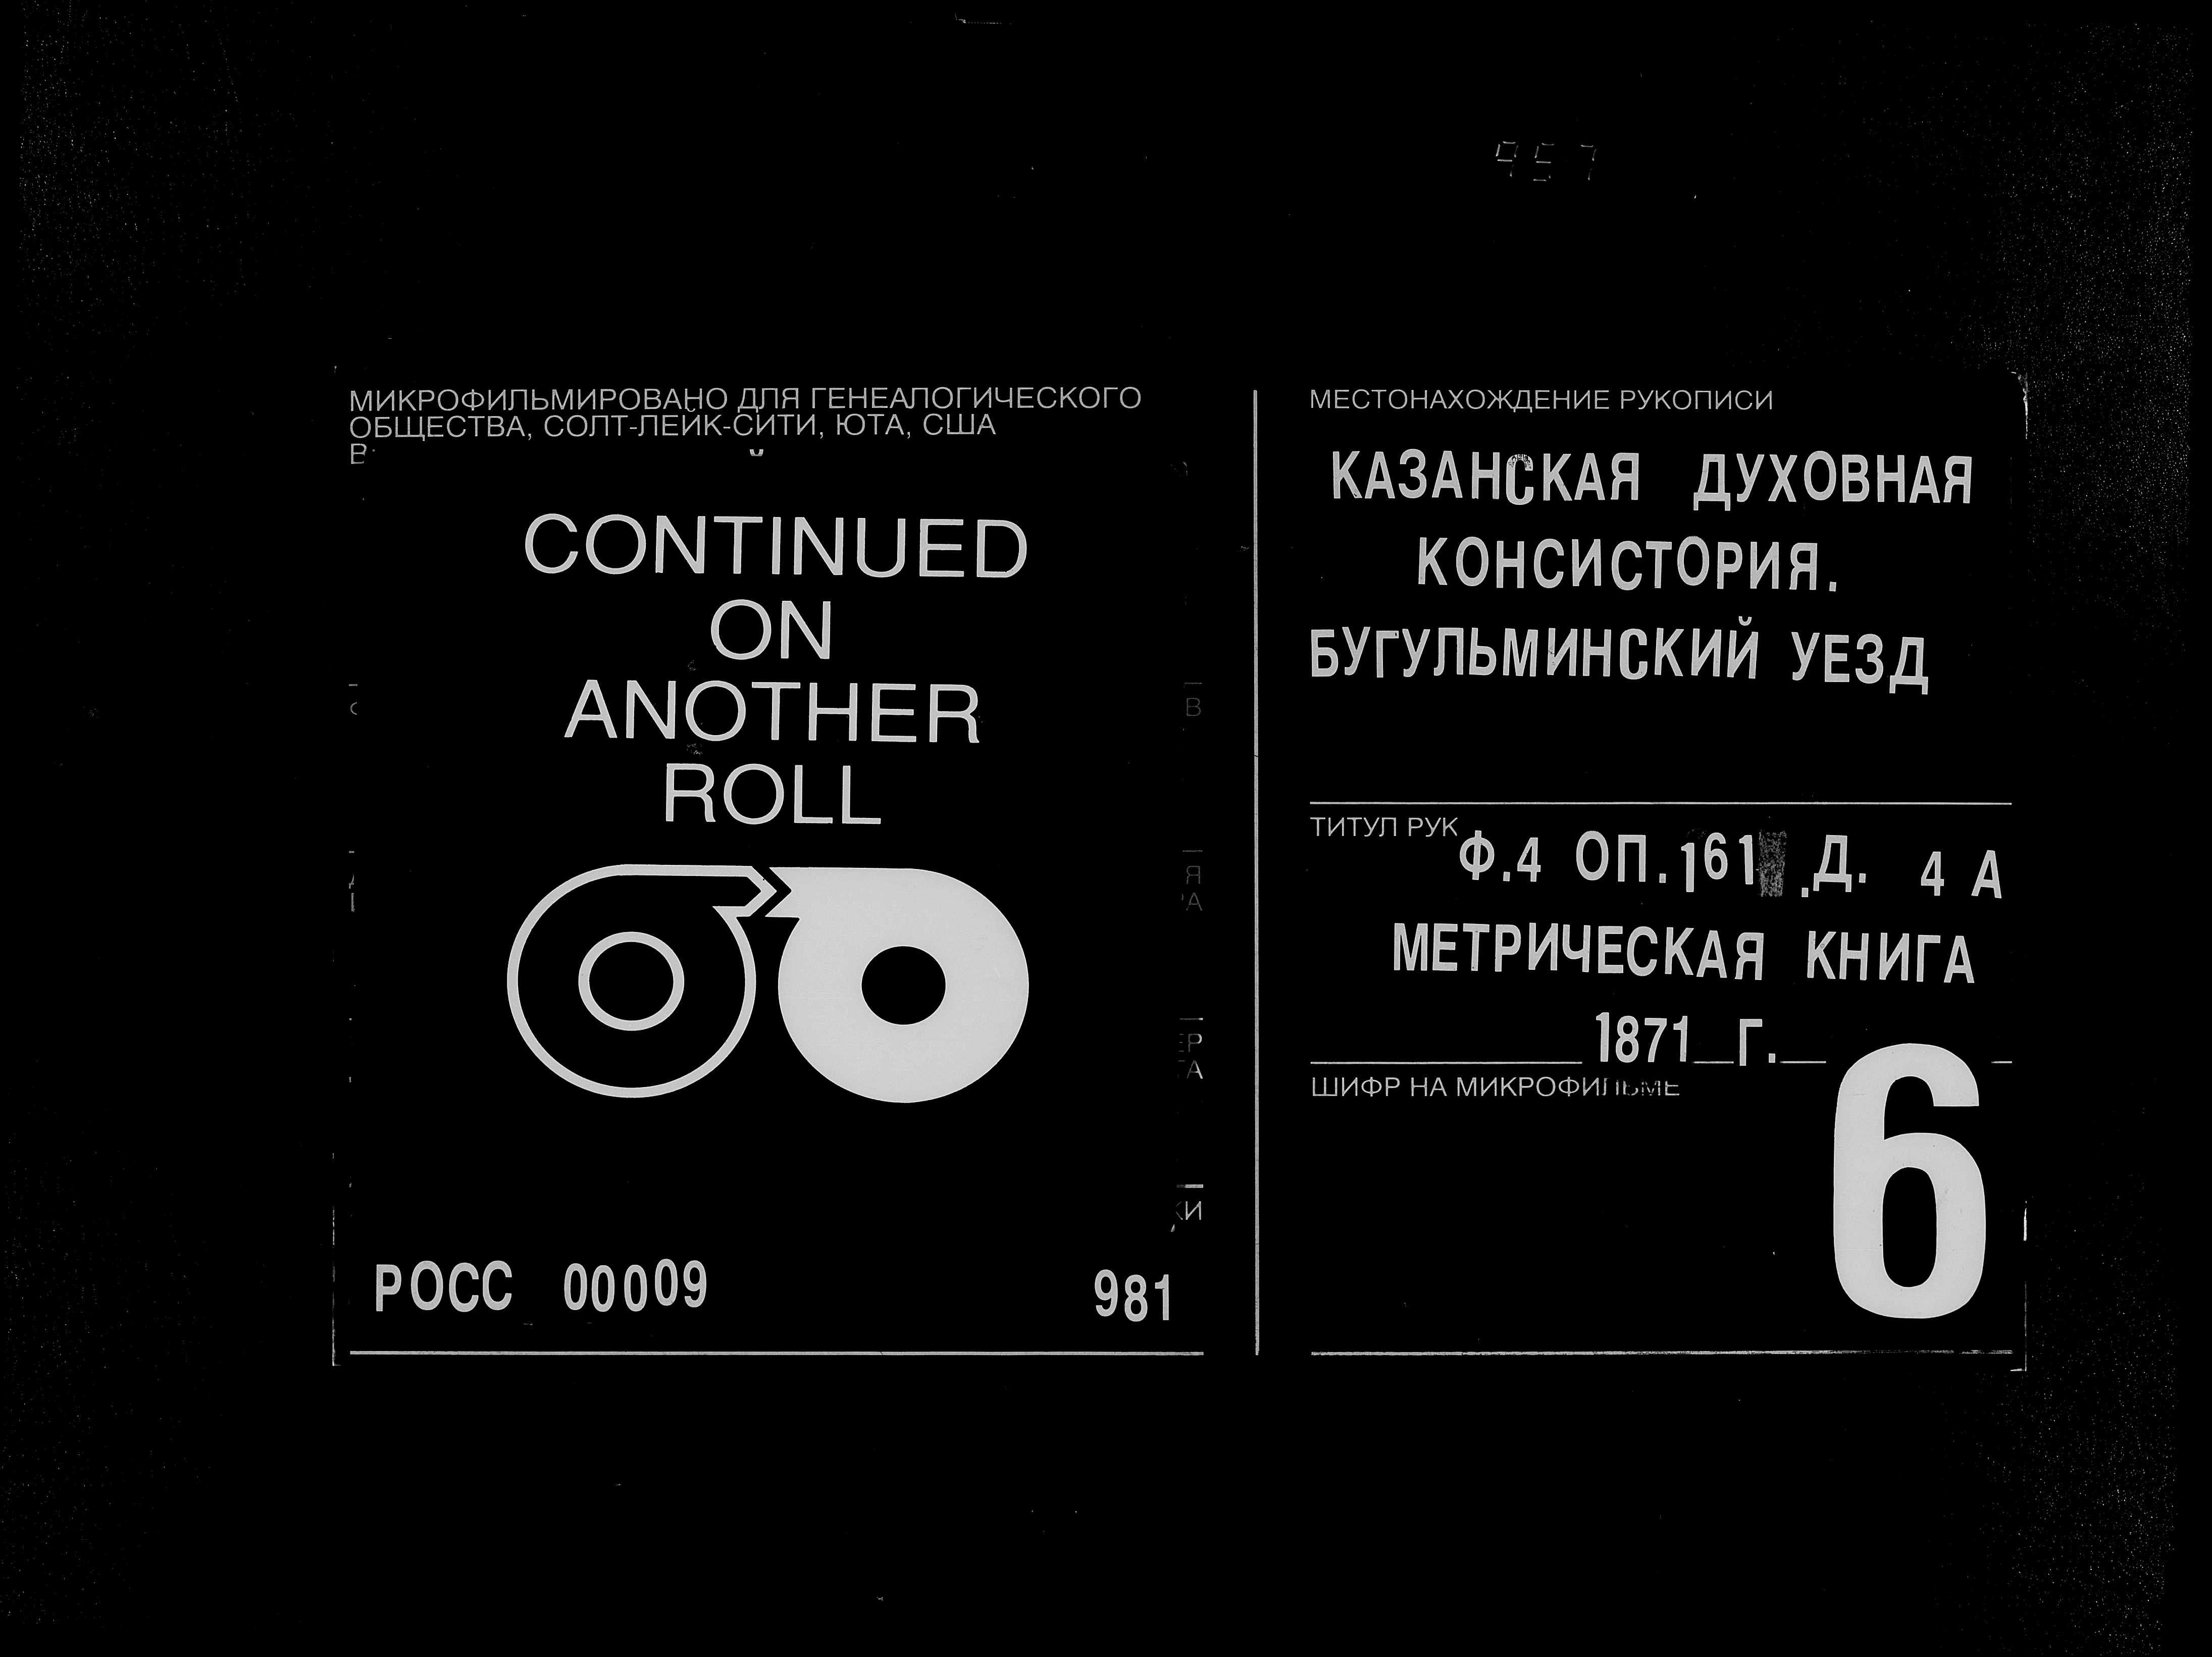 957
МИКРОФИЛЬМИРОВАНО ДЛЯ ГЕНЕАЛОГИЧЕСКОГО
ОБЩЕСТВА, СОЛТ-ЛЕЙК-СИТИ, ЮТА, США
CONTINUED
ON
ANOTHER
ROLL
РОСС 00009 981
МЕСТОНАХОЖДЕНИЕ РУКОПИСИ
КАЗАНСКАЯ ДУХОВНАЯ
КОНСИСТОРИЯ.
БУГУЛЬМИНСКИЙ УЕЗД
ТИТУЛ РУК
Ф.4 ОП.161 .Д. 4 А
МЕТРИЧЕСКАЯ КНИГА
1871 Г.
ШИФР НА МИКРОФИЛЬМЕ
6